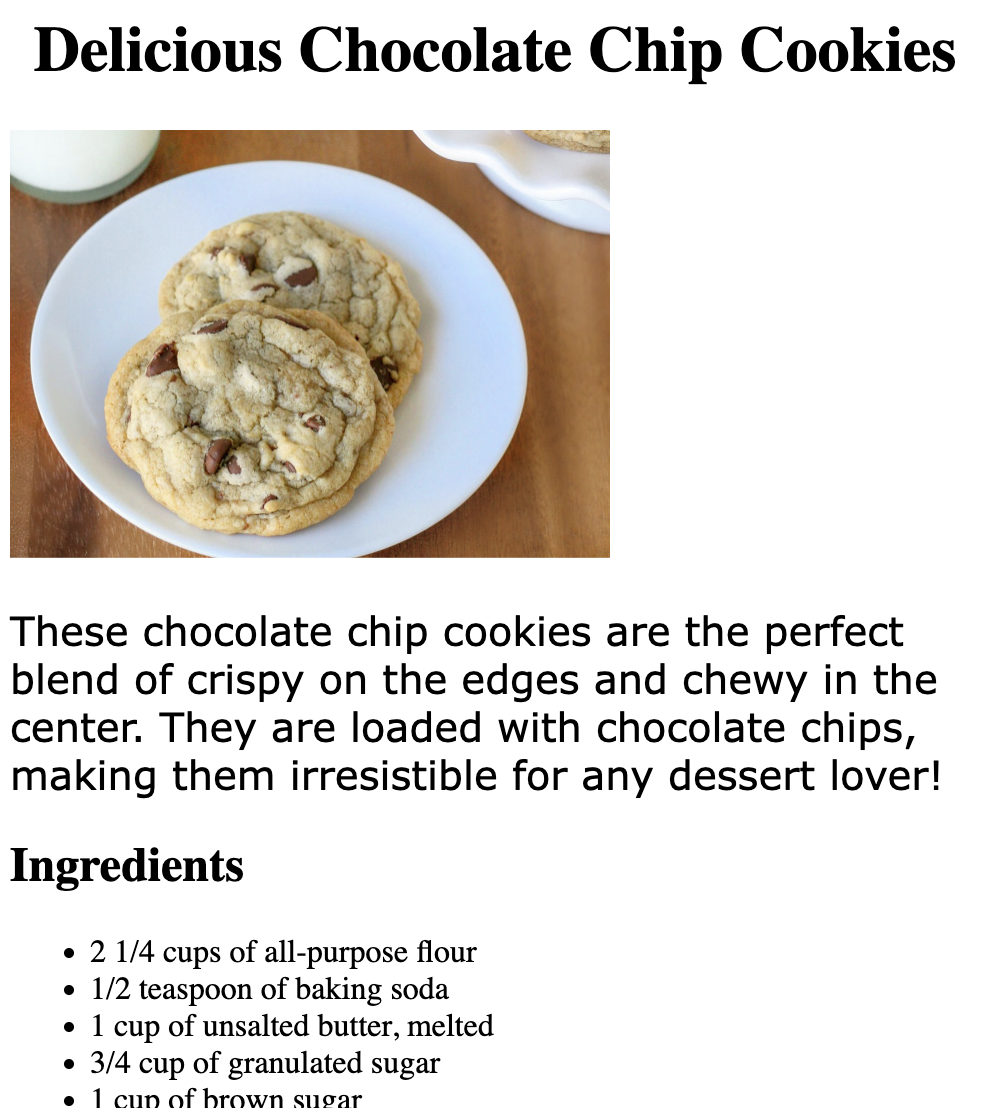 Delicious Chocolate Chip Cookies
These chocolate chip cookies are the perfect
blend of crispy on the edges and chewy in the
center. They are loaded with chocolate chips,
making them irresistible for any dessert lover!
Ingredients
• 2 1/4 cups of all-purpose flour
• 1/2 teaspoon of baking soda
• 1 cup of unsalted butter, melted
• 3/4 cup of granulated sugar
• 1 cup of brown sugar